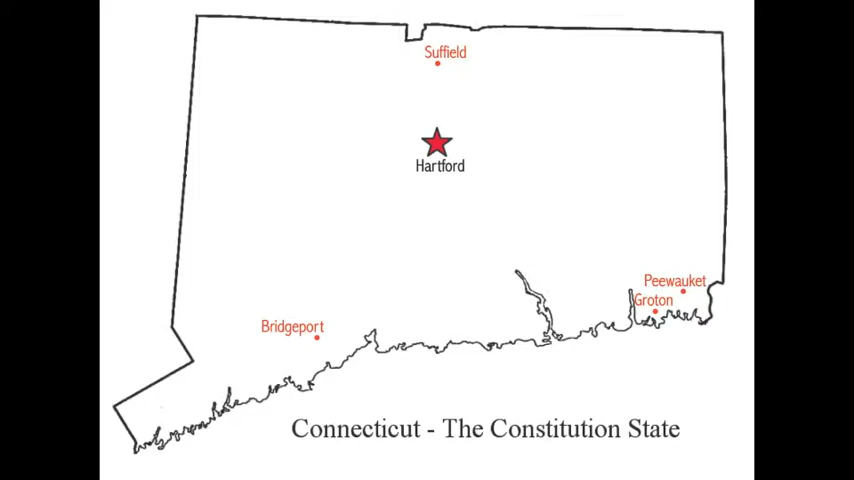 Suffield
Hartford
Peewauket
Groton
Bridgeport
Connecticut - The Constitution State